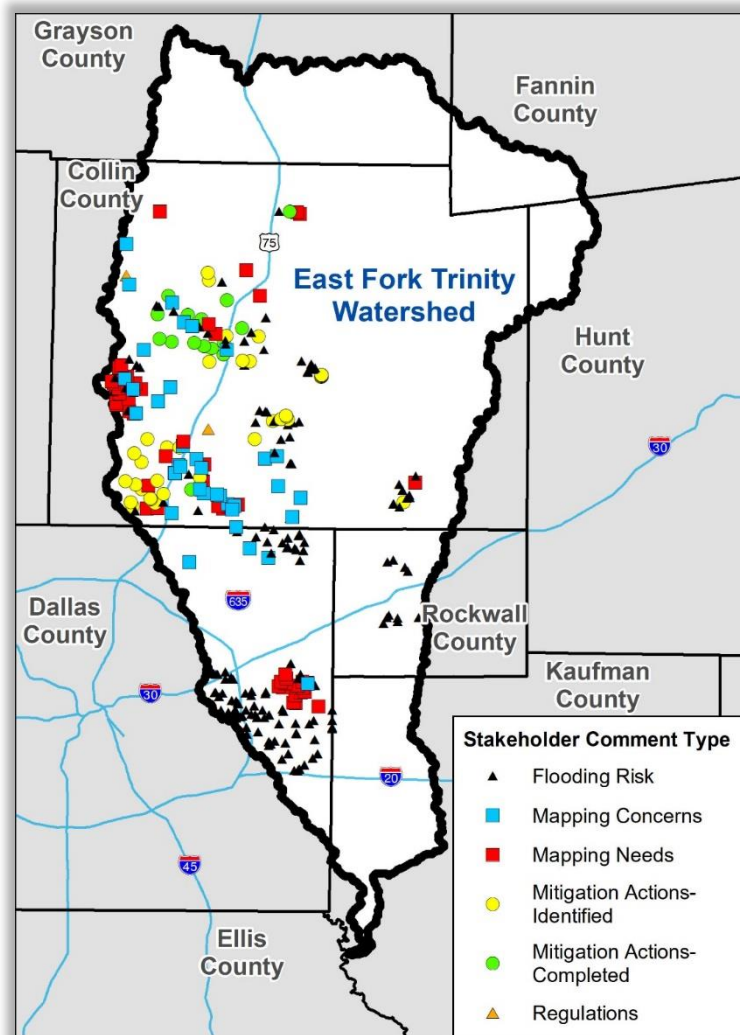 Grayson
County
Fannin
County
Collin
County
75
East Fork Trinity
Watershed
Hunt
County
30
635
Dallas
County
Rockwall
County
30
Kaufman
County
20
45
Ellis
County
Stakeholder Comment Type
Flooding Risk
Mapping Concerns
Mapping Needs
Mitigation Actions-
Identified
Mitigation Actions-
Completed
Regulations